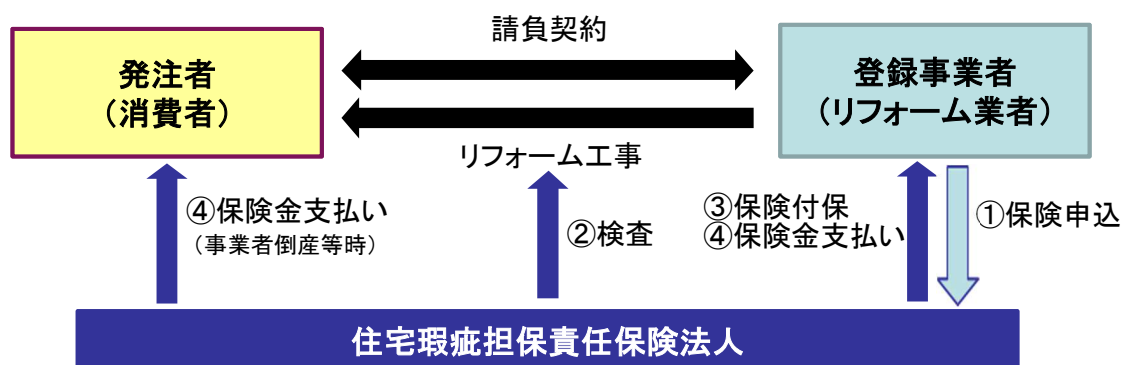 請負契約
発注者
（消費者）
登録事業者
（リフォーム業者）
リフォーム工事
④保険金支払い
（事業者倒産等時）
②検査
③保険付保
④保険金支払い
①保険申込
住宅瑕疵担保責任保険法人